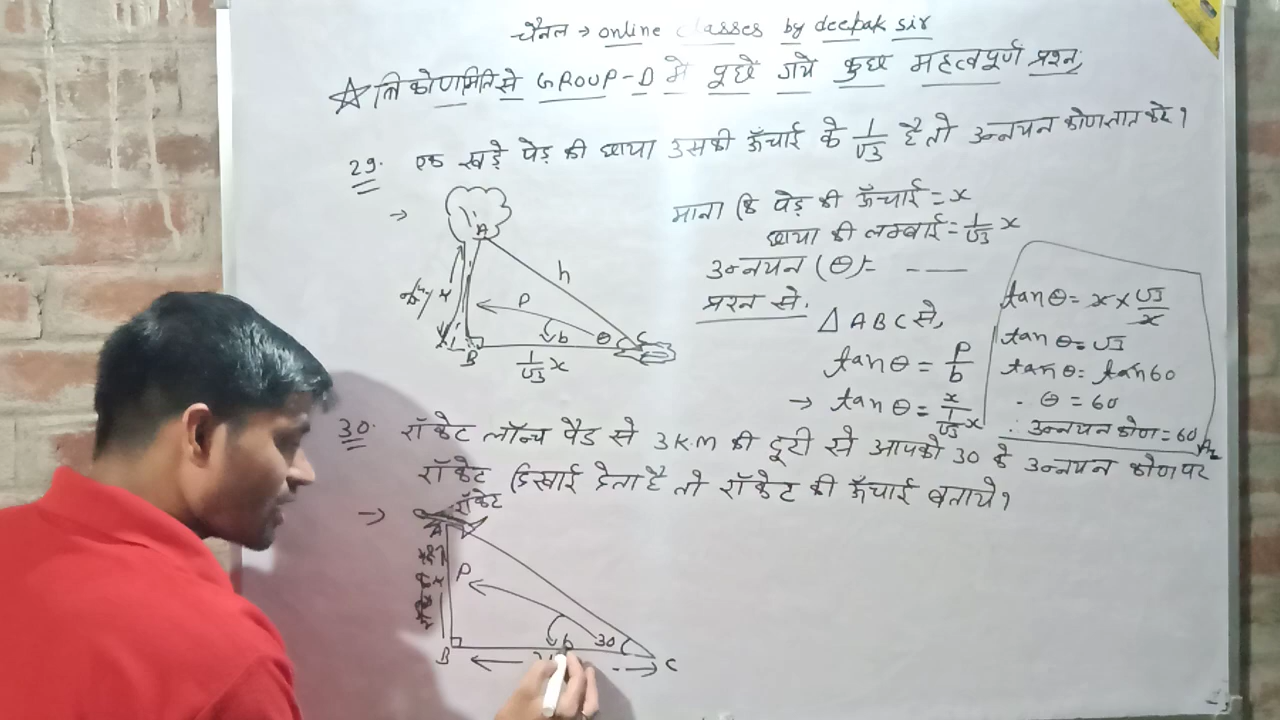 चैनल → online classes by deepak sir
☆ त्रिकोणमिति से GROUP-D में पूछे गये कुछ महत्वपूर्ण प्रश्न,
29. एक खड़े पेड़ की छाया उसकी ऊँचाई के 1/√3 है तो उन्नयन कोण ज्ञात करे।
→
माना कि पेड़ की ऊँचाई = x
छाया की लम्बाई = 1/√3 x
उन्नयन (θ) = ----
प्रश्न से,
A
h
P
b
θ
C
B
1/√3 x
△ABC से,
tanθ = P/b
→ tanθ = x/(1/√3 x)
tanθ = x × √3/x
tanθ = √3
tanθ = tan60
θ = 60
∴ उन्नयन कोण = 60
30. रॉकेट लॉन्च पैड से 3KM की दूरी से आपको 30 के उन्नयन कोण पर
रॉकेट दिखाई देता है तो रॉकेट की ऊँचाई बताये।
→
रॉकेट
A
P
x
b
30
B
C